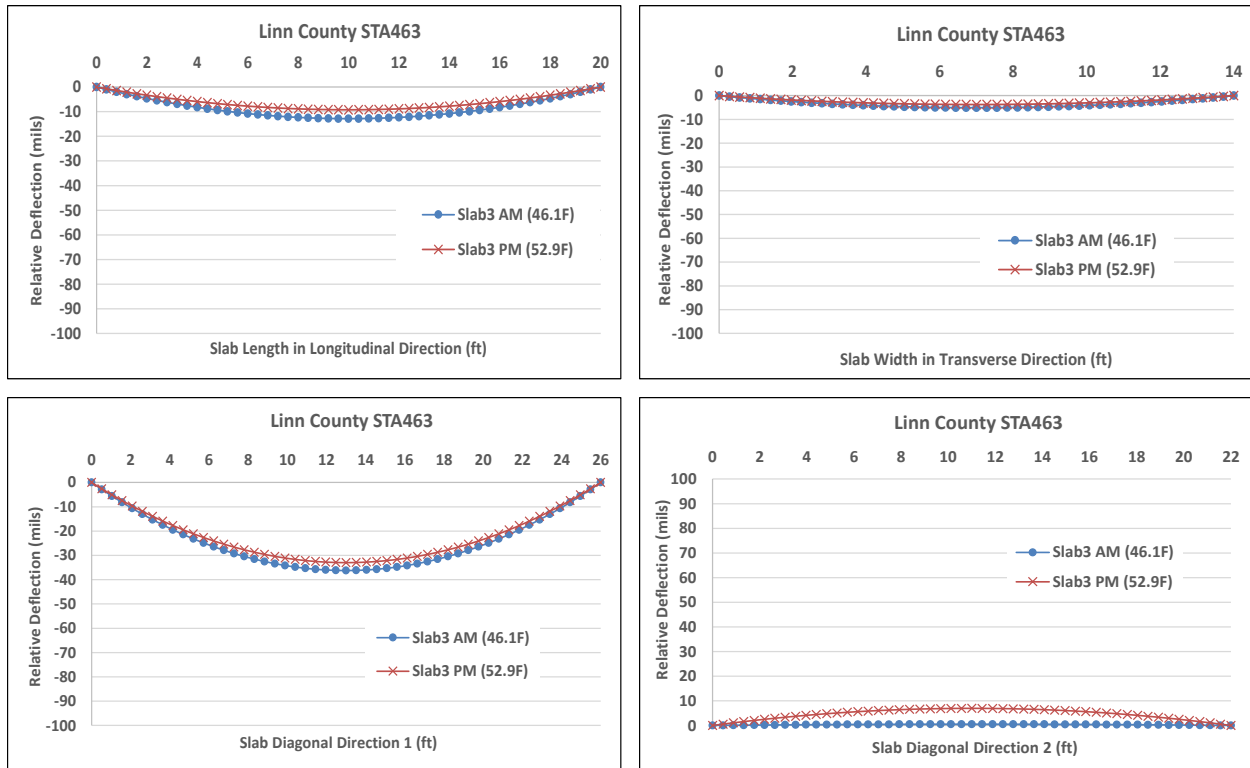 Linn County STA463
0 2 4 6 8 10 12 14 16 18 20
0
-10
-20
-30
-40
-50
-60
-70
-80
-90
-100
Relative Deflection (mils)
Slab3 AM (46.1F)
Slab3 PM (52.9F)
Slab Length in Longitudinal Direction (ft)
Linn County STA463
0 2 4 6 8 10 12 14
0
-10
-20
-30
-40
-50
-60
-70
-80
-90
-100
Relative Deflection (mils)
Slab3 AM (46.1F)
Slab3 PM (52.9F)
Slab Width in Transverse Direction (ft)
Linn County STA463
0 2 4 6 8 10 12 14 16 18 20 22 24 26
0
-10
-20
-30
-40
-50
-60
-70
-80
-90
-100
Relative Deflection (mils)
Slab3 AM (46.1F)
Slab3 PM (52.9F)
Slab Diagonal Direction 1 (ft)
Linn County STA463
0 2 4 6 8 10 12 14 16 18 20 22
100
90
80
70
60
50
40
30
20
10
0
Relative Deflection (mils)
Slab3 AM (46.1F)
Slab3 PM (52.9F)
Slab Diagonal Direction 2 (ft)